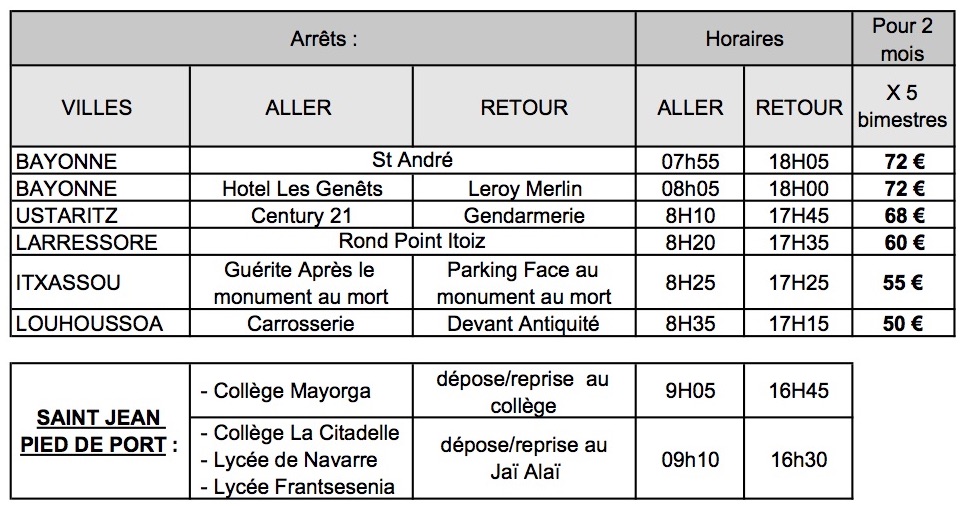 Arrêts : Horaires Pour 2 mois
VILLES ALLER RETOUR ALLER RETOUR X 5 bimestres
BAYONNE St André 07h55 18H05 72 €
BAYONNE Hotel Les Genêts Leroy Merlin 08h05 18H00 72 €
USTARITZ Century 21 Gendarmerie 8H10 17H45 68 €
LARRESSORE Rond Point Itoiz 8H20 17H35 60 €
ITXASSOU Guérite Après le monument au mort Parking Face au monument au mort 8H25 17H25 55 €
LOUHOUSSOA Carrosserie Devant Antiquité 8H35 17H15 50 €
SAINT JEAN PIED DE PORT :
- Collège Mayorga dépose/reprise au collège 9H05 16H45
- Collège La Citadelle
- Lycée de Navarre
- Lycée Frantsesenia
dépose/reprise au Jaï Alaï 09h10 16h30